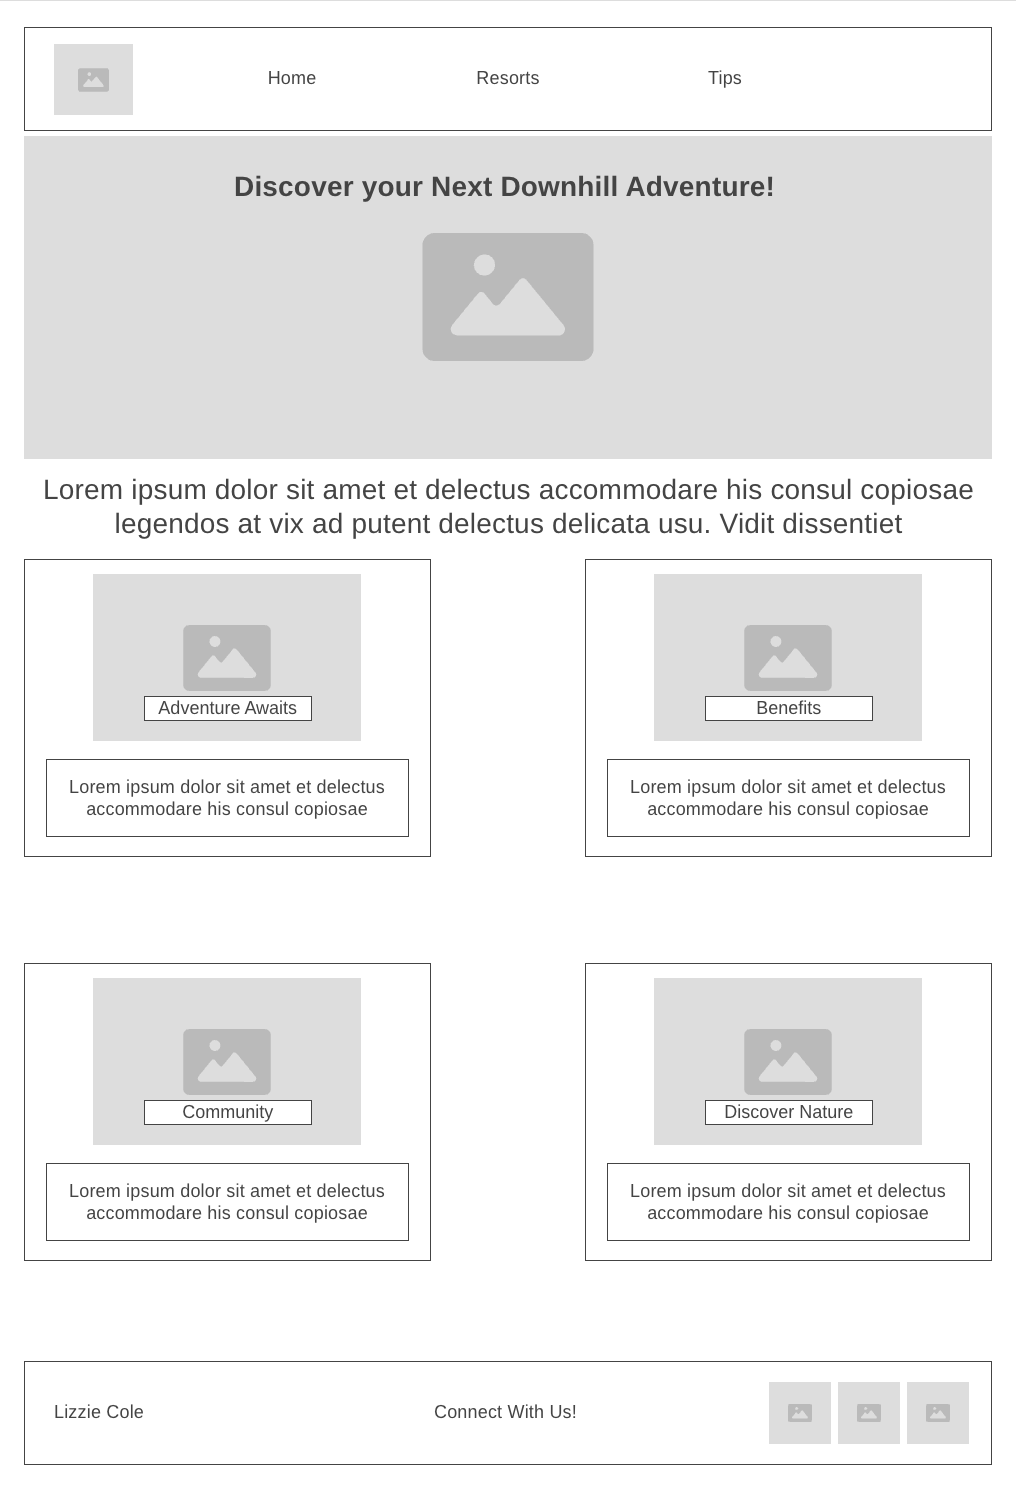 Home
Resorts
Tips
Discover your Next Downhill Adventure!
Lorem ipsum dolor sit amet et delectus accommodare his consul copiosae
legendos at vix ad putent delectus delicata usu. Vidit dissentiet
Adventure Awaits
Lorem ipsum dolor sit amet et delectus
accommodare his consul copiosae
Benefits
Lorem ipsum dolor sit amet et delectus
accommodare his consul copiosae
Community
Lorem ipsum dolor sit amet et delectus
accommodare his consul copiosae
Discover Nature
Lorem ipsum dolor sit amet et delectus
accommodare his consul copiosae
Lizzie Cole
Connect With Us!